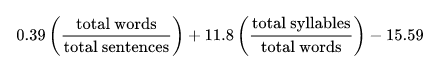 0.39 ( total words / total sentences ) + 11.8 ( total syllables / total words ) − 15.59